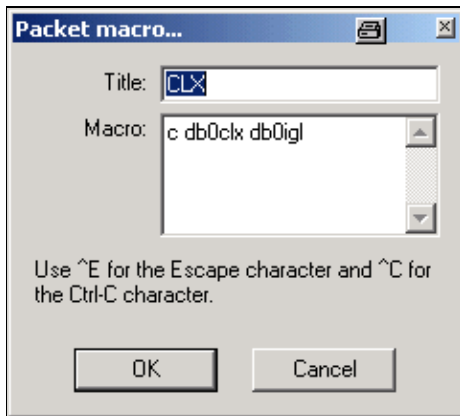 Packet macro...
Title: CLX
Macro: c db0clx db0igl
Use ^E for the Escape character and ^C for
the Ctrl-C character.
OK Cancel